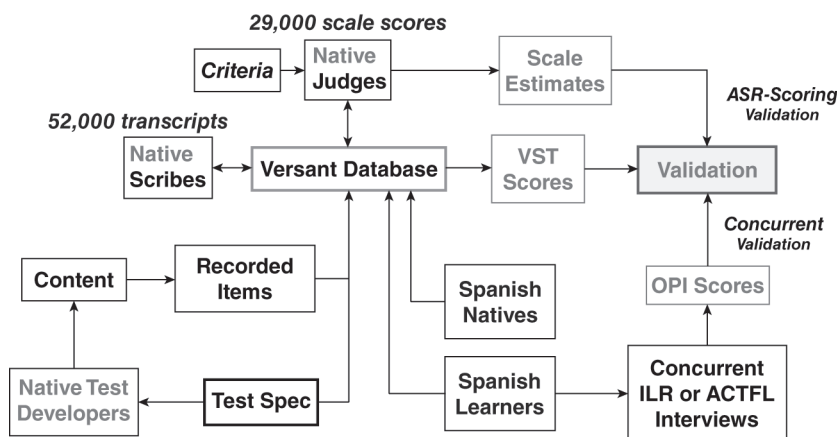 29,000 scale scores
Criteria
Native
Judges
Scale
Estimates
ASR-Scoring
Validation
52,000 transcripts
Native
Scribes
Versant Database
VST
Scores
Validation
Concurrent
Validation
Content
Recorded
Items
Spanish
Natives
OPI Scores
Native Test
Developers
Test Spec
Spanish
Learners
Concurrent
ILR or ACTFL
Interviews